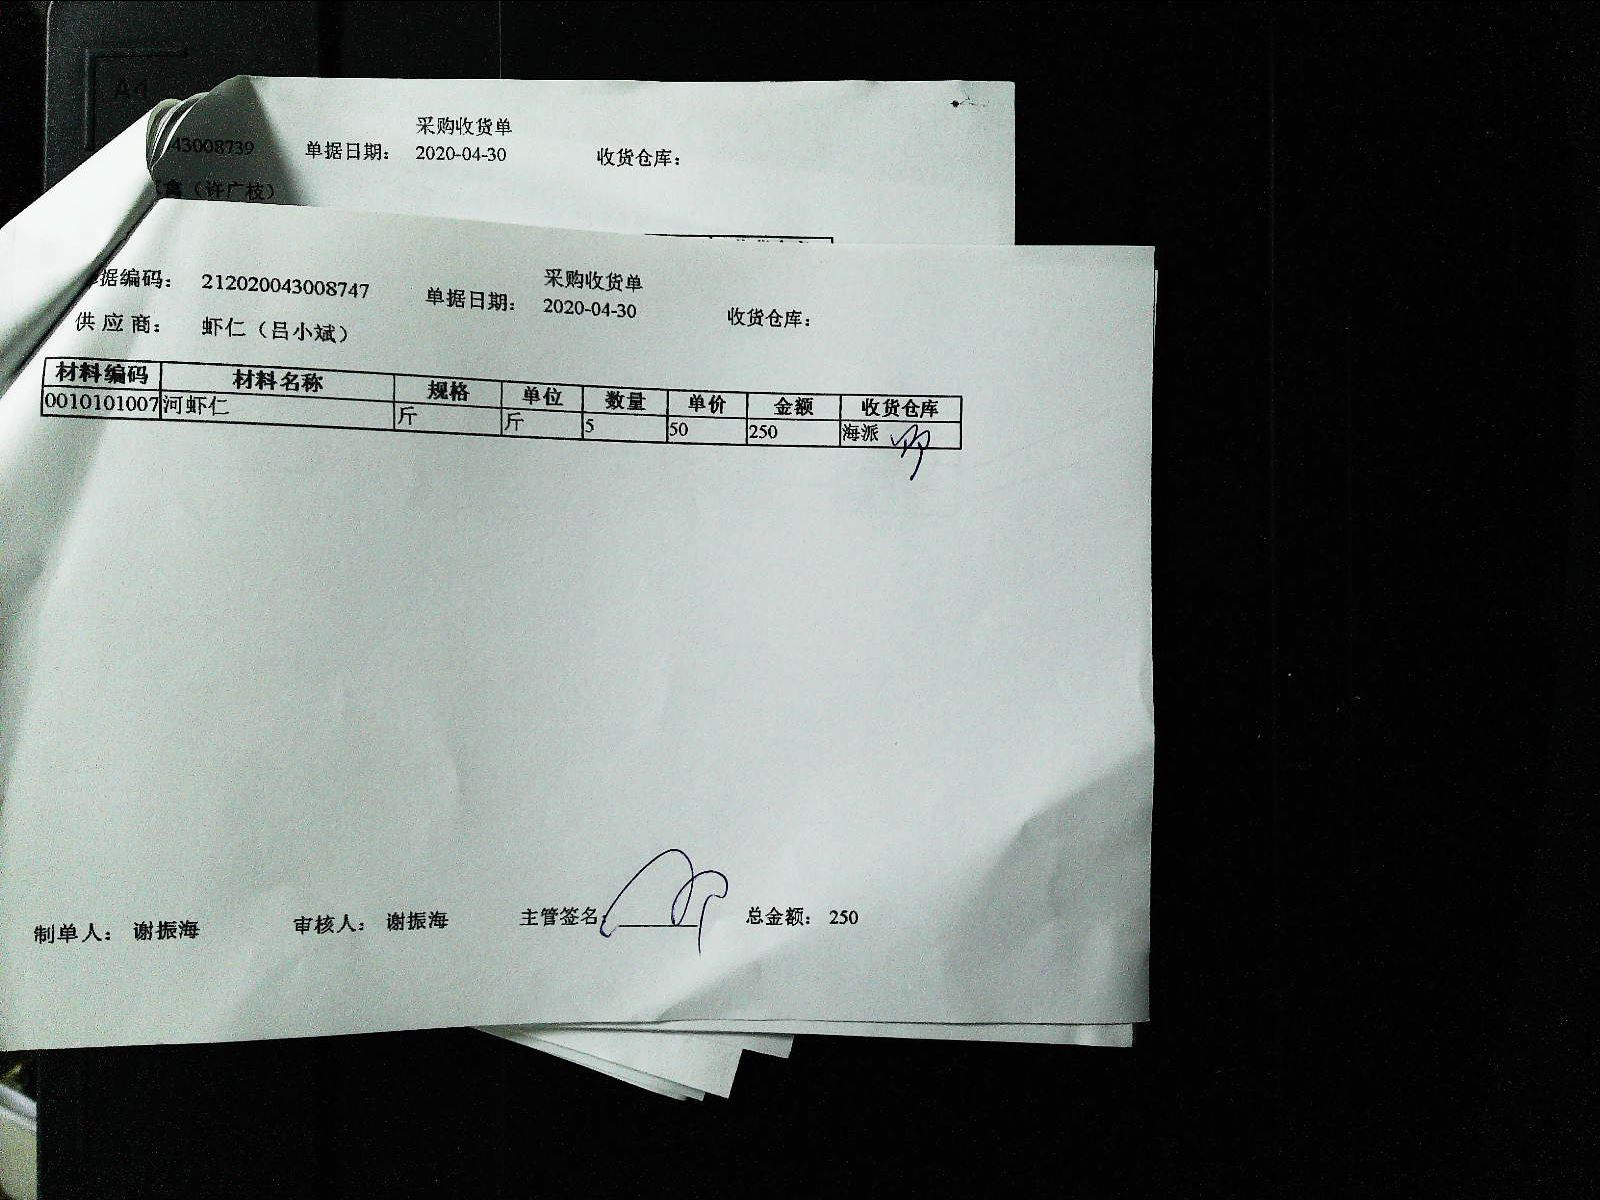 A4
采购收货单
43008739 单据日期： 2020-04-30 收货仓库：
禽（许广枝）
采购收货单
据编码： 212020043008747 单据日期： 2020-04-30 收货仓库：
供应商： 虾仁（吕小斌）
材料编码 材料名称 规格 单位 数量 单价 金额 收货仓库
0010101007 河虾仁 斤 斤 5 50 250 海派
制单人： 谢振海 审核人： 谢振海 主管签名： 总金额： 250